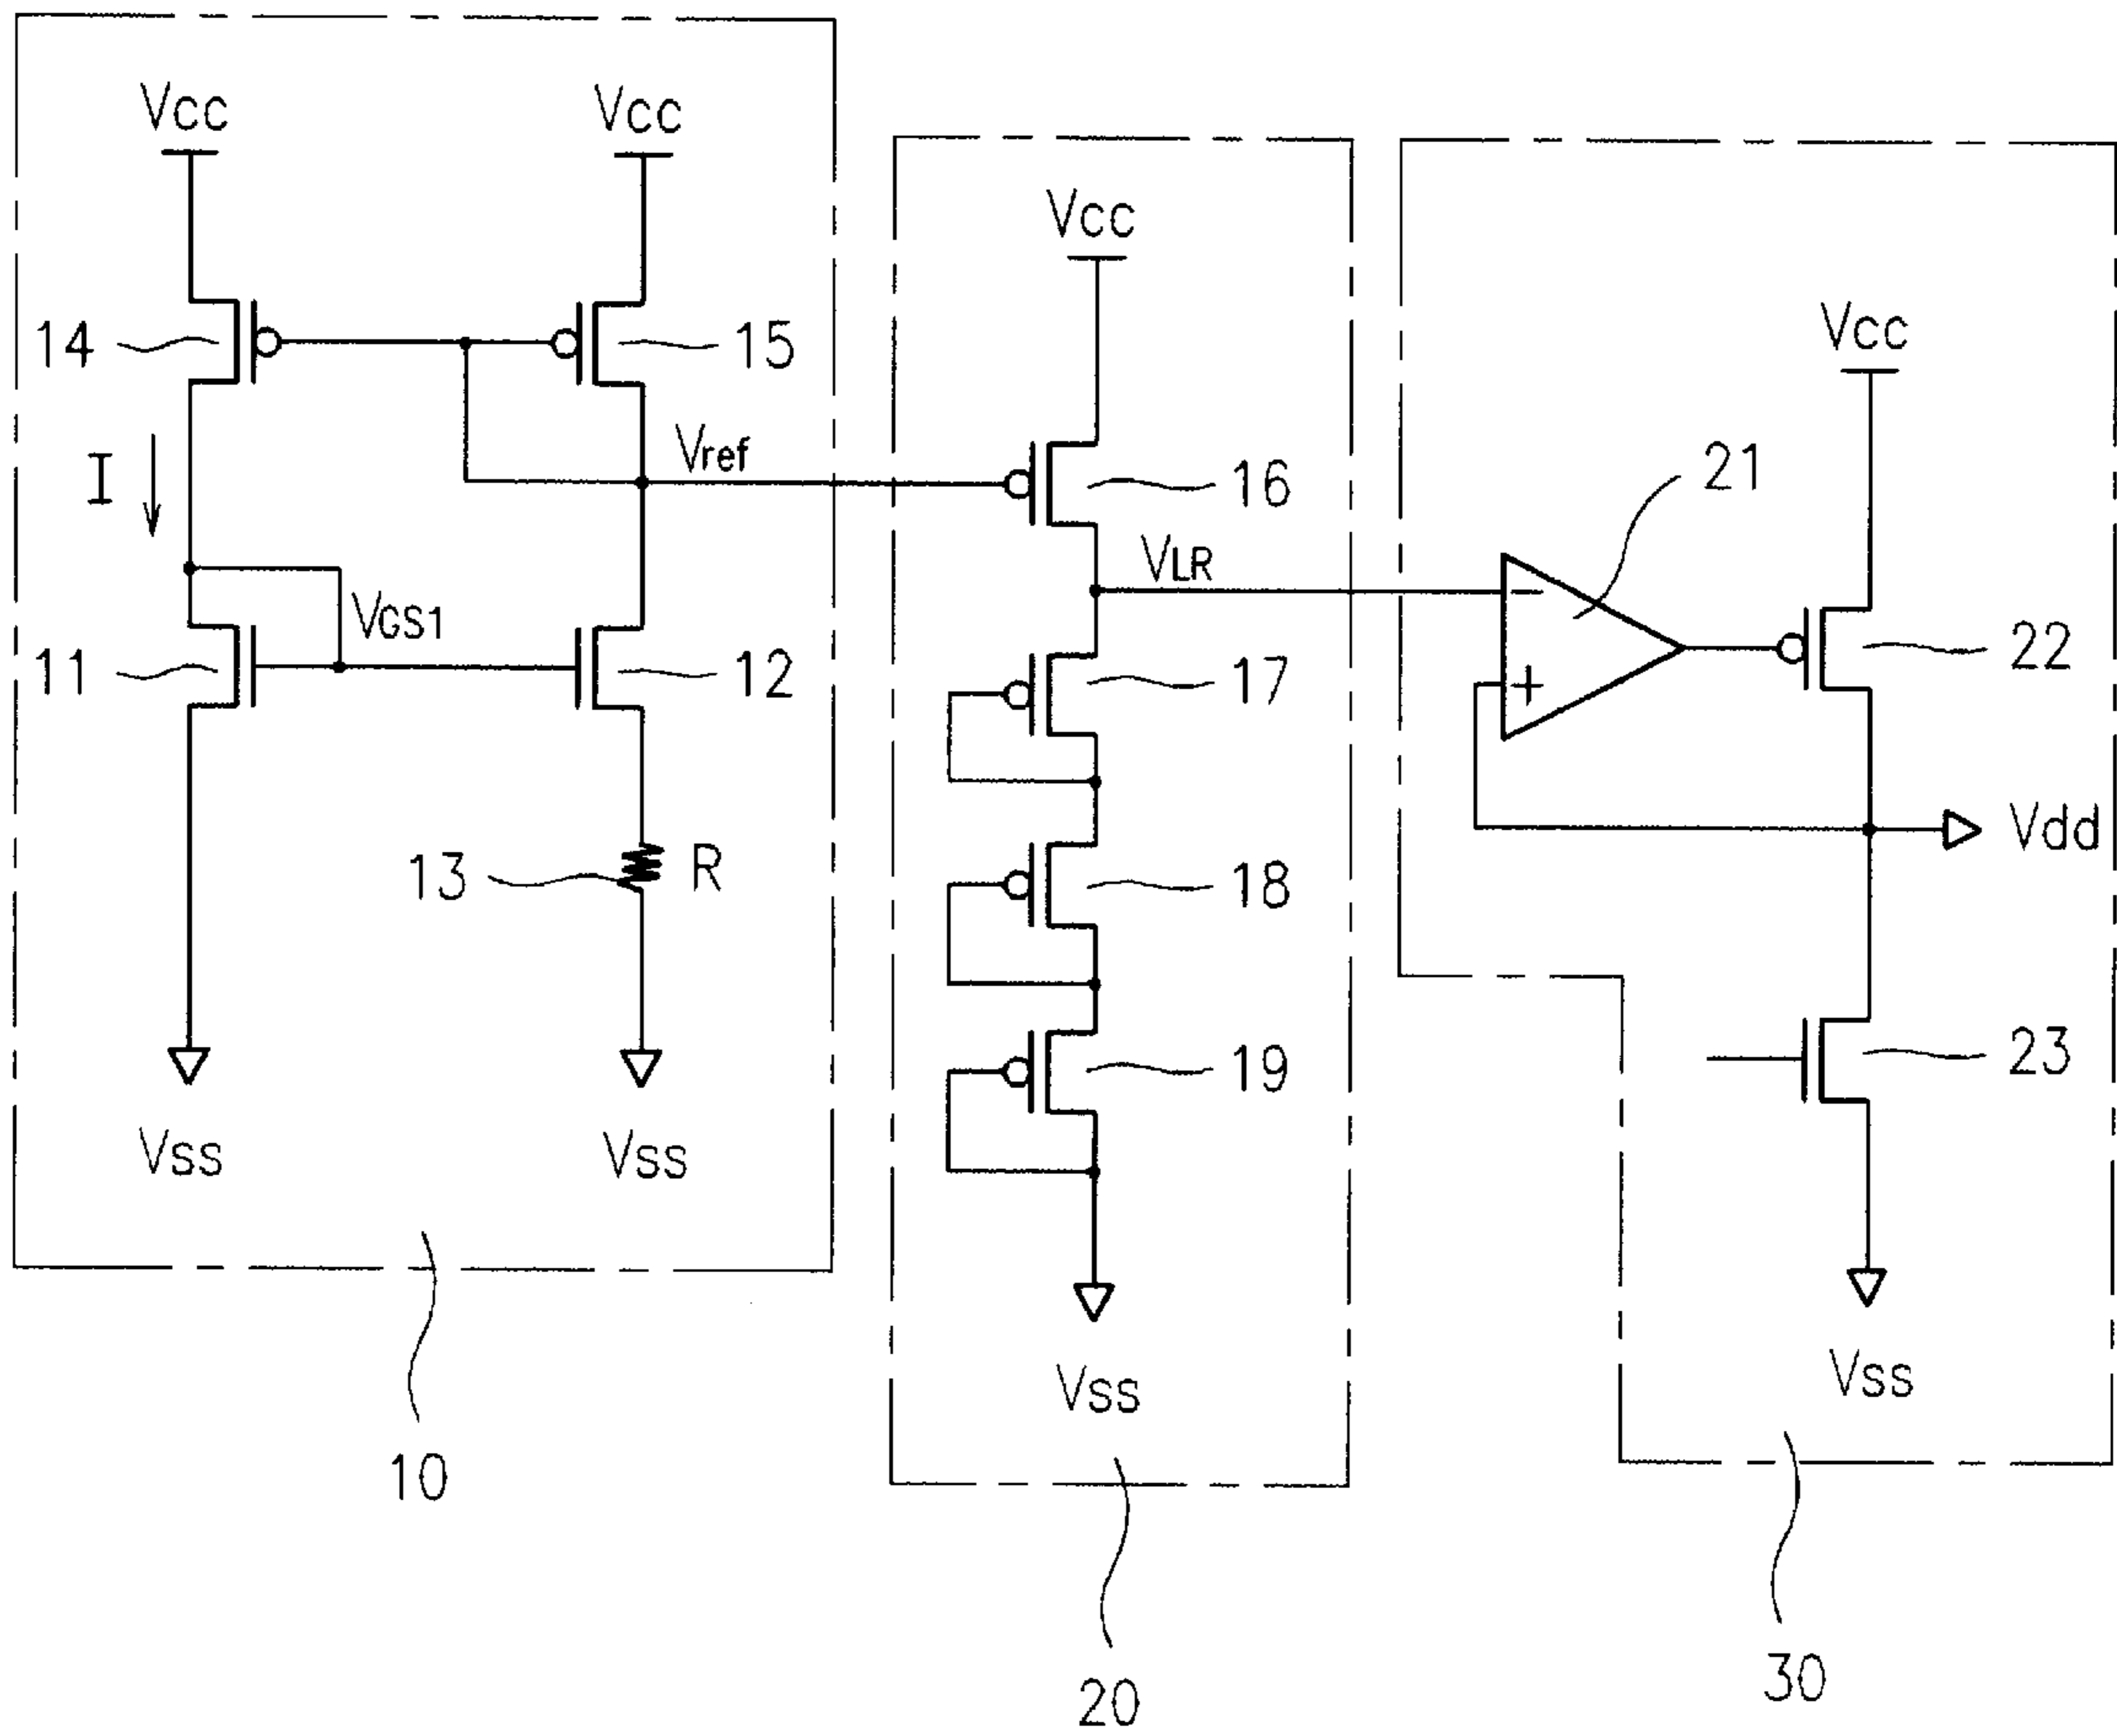 Vcc
Vcc
14
15
I
Vref
VGS1
11
12
13
R
Vss
Vss
10
Vcc
16
VLR
17
18
19
Vss
20
Vcc
21
−
+
22
Vdd
23
Vss
30